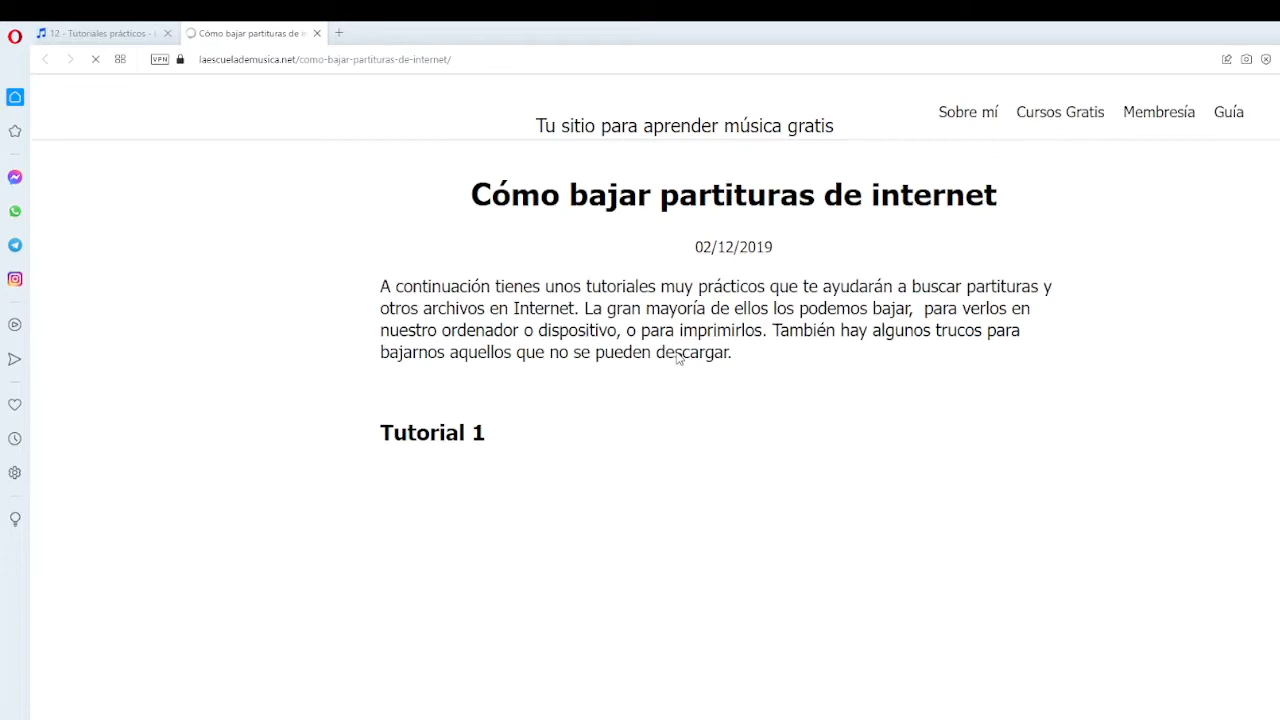 12 - Tutoriales prácticos -
Cómo bajar partituras de in
VPN
laescuelademusica.net/como-bajar-partituras-de-internet/
Sobre mí Cursos Gratis Membresía Guía
Tu sitio para aprender música gratis
Cómo bajar partituras de internet
02/12/2019
A continuación tienes unos tutoriales muy prácticos que te ayudarán a buscar partituras y
otros archivos en Internet. La gran mayoría de ellos los podemos bajar, para verlos en
nuestro ordenador o dispositivo, o para imprimirlos. También hay algunos trucos para
bajarnos aquellos que no se pueden descargar.
Tutorial 1